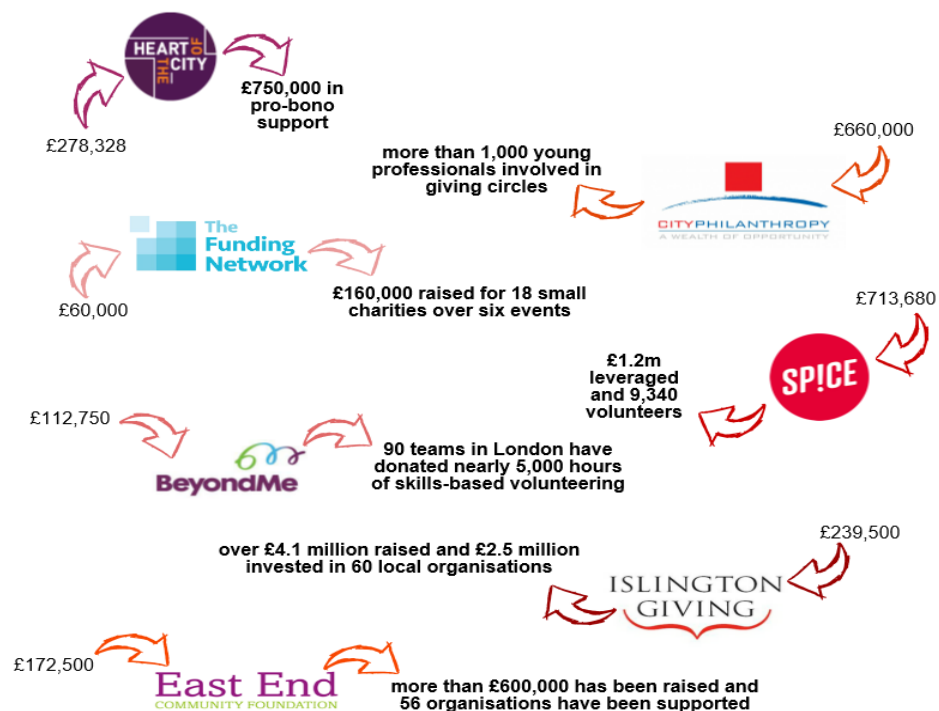 HEART OF
THE CITY
£750,000 in
pro-bono
support
£278,328
£660,000
more than 1,000 young
professionals involved in
giving circles
CITYPHILANTHROPY
A WEALTH OF OPPORTUNITY
The
Funding
Network
£60,000
£160,000 raised for 18 small
charities over six events
£713,680
SP!CE
£1.2m
leveraged
and 9,340
volunteers
£112,750
BeyondMe
90 teams in London have
donated nearly 5,000 hours
of skills-based volunteering
£239,500
over £4.1 million raised and £2.5 million
invested in 60 local organisations
ISLINGTON
GIVING
£172,500
East End
COMMUNITY FOUNDATION
more than £600,000 has been raised and
56 organisations have been supported